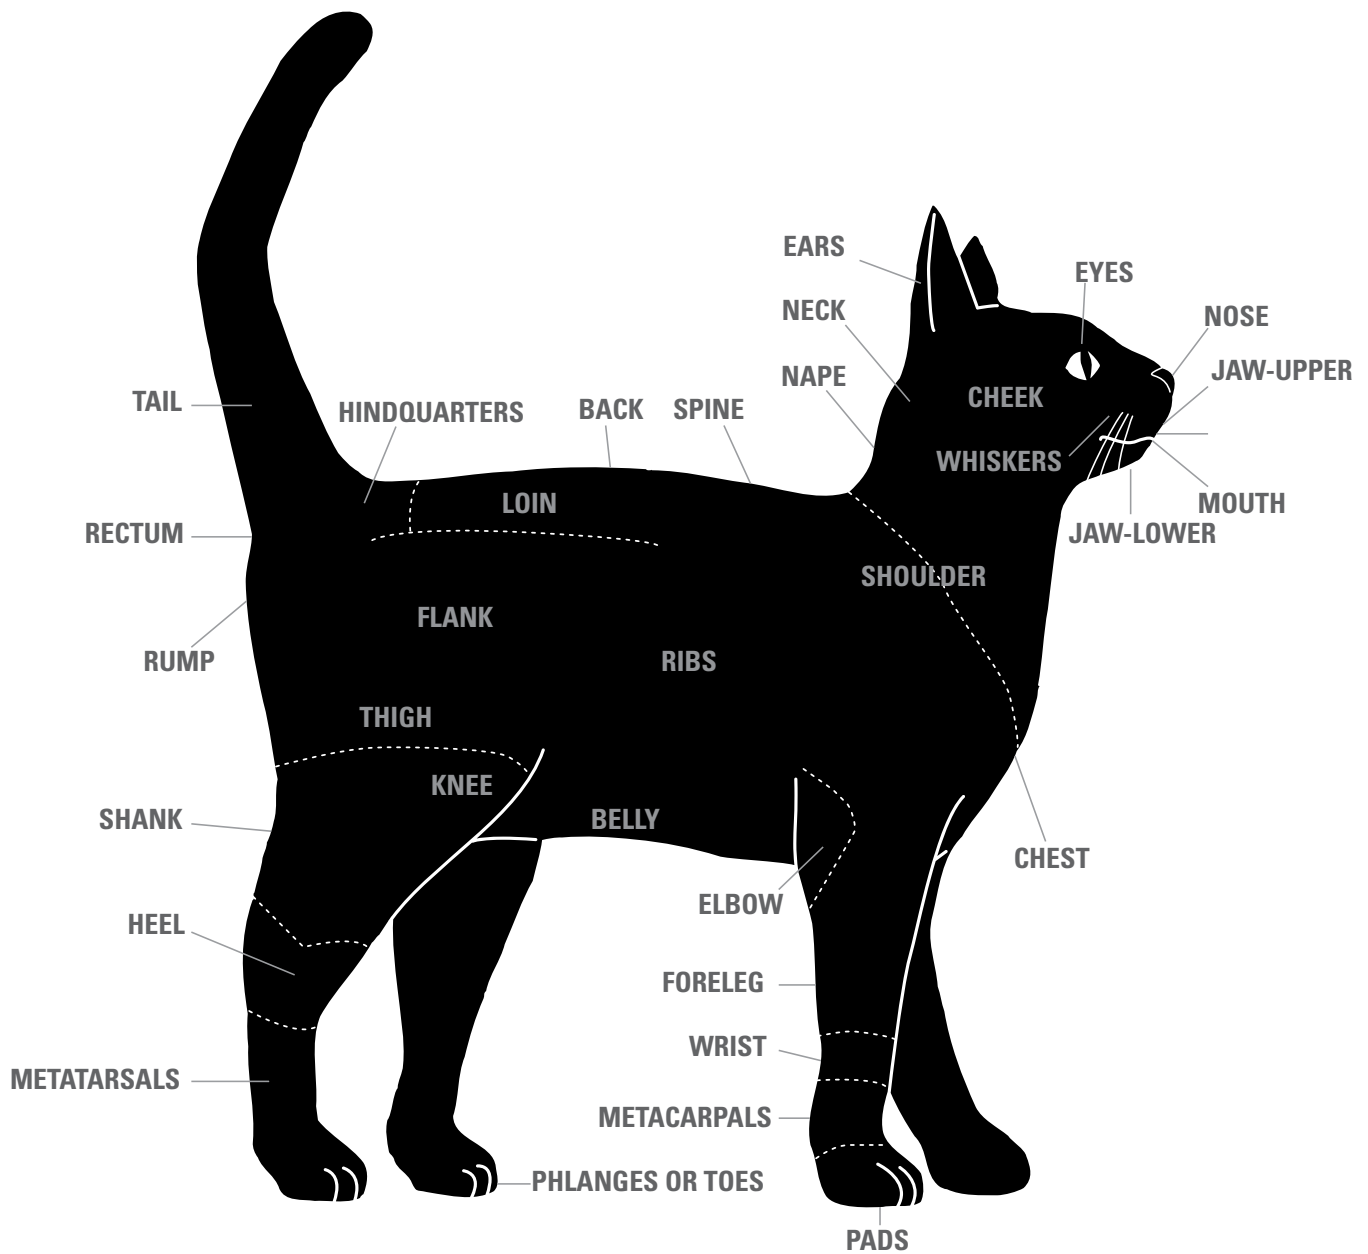 EARS
EYES
NECK
NOSE
NAPE
JAW-UPPER
CHEEK
TAIL
HINDQUARTERS
BACK
SPINE
WHISKERS
LOIN
MOUTH
RECTUM
JAW-LOWER
SHOULDER
FLANK
RUMP
RIBS
THIGH
KNEE
SHANK
BELLY
CHEST
ELBOW
HEEL
FORELEG
WRIST
METATARSALS
METACARPALS
PHLANGES OR TOES
PADS